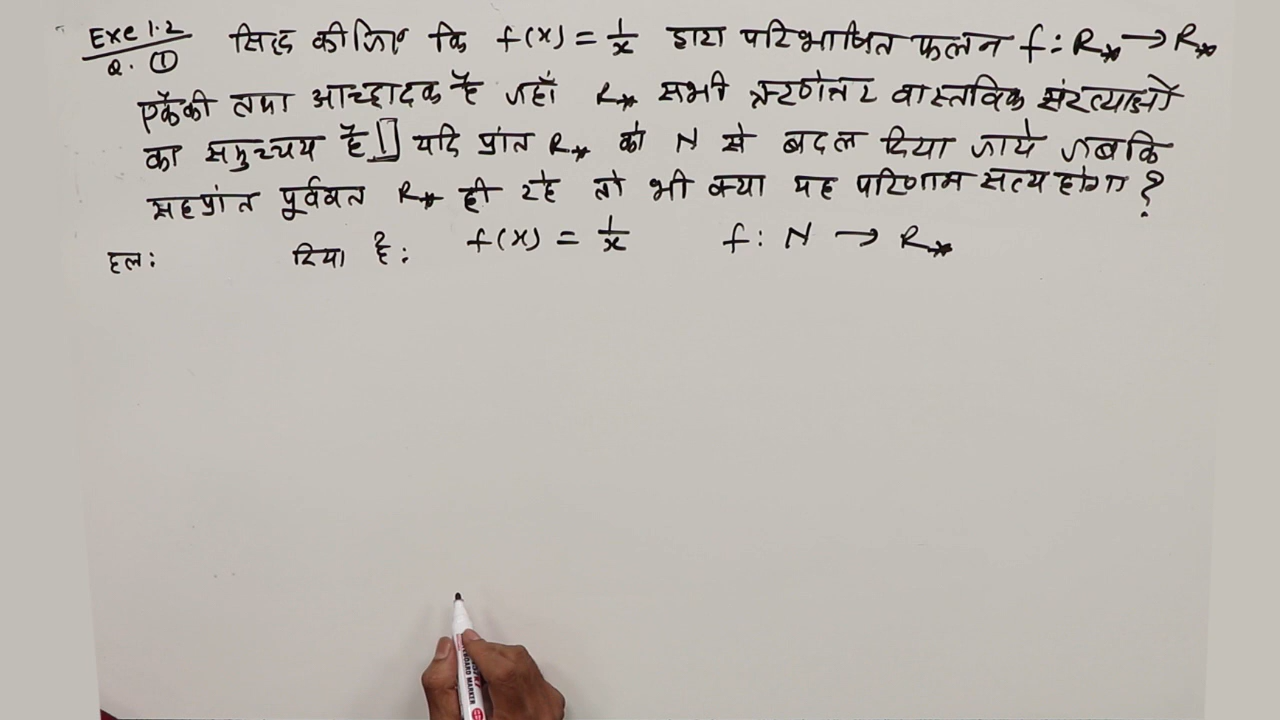 Exe 1.2 सिद्ध कीजिए कि f(x) = 1/x द्वारा परिभाषित फलन f: R* → R*
Q. ①
एकैकी तथा आच्छादक है जहाँ R* सभी ऋणेतर वास्तविक संख्याओं
का समुच्चय है। यदि प्रांत R* को N से बदल दिया जाये जबकि
सहप्रांत पूर्ववत R* ही रहे तो भी क्या यह परिणाम सत्य होगा?
हल: दिया है: f(x) = 1/x f: N → R*